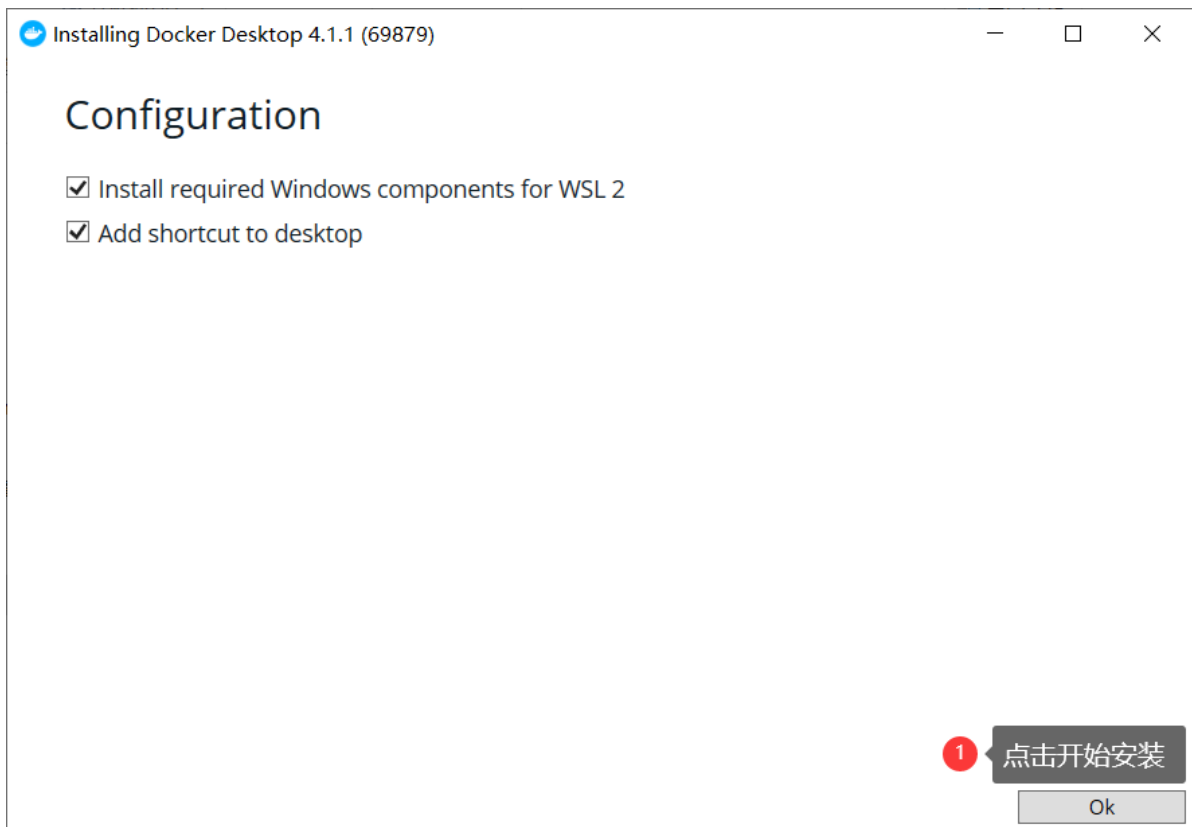 Installing Docker Desktop 4.1.1 (69879)
Configuration
Install required Windows components for WSL 2
Add shortcut to desktop
1
点击开始安装
Ok